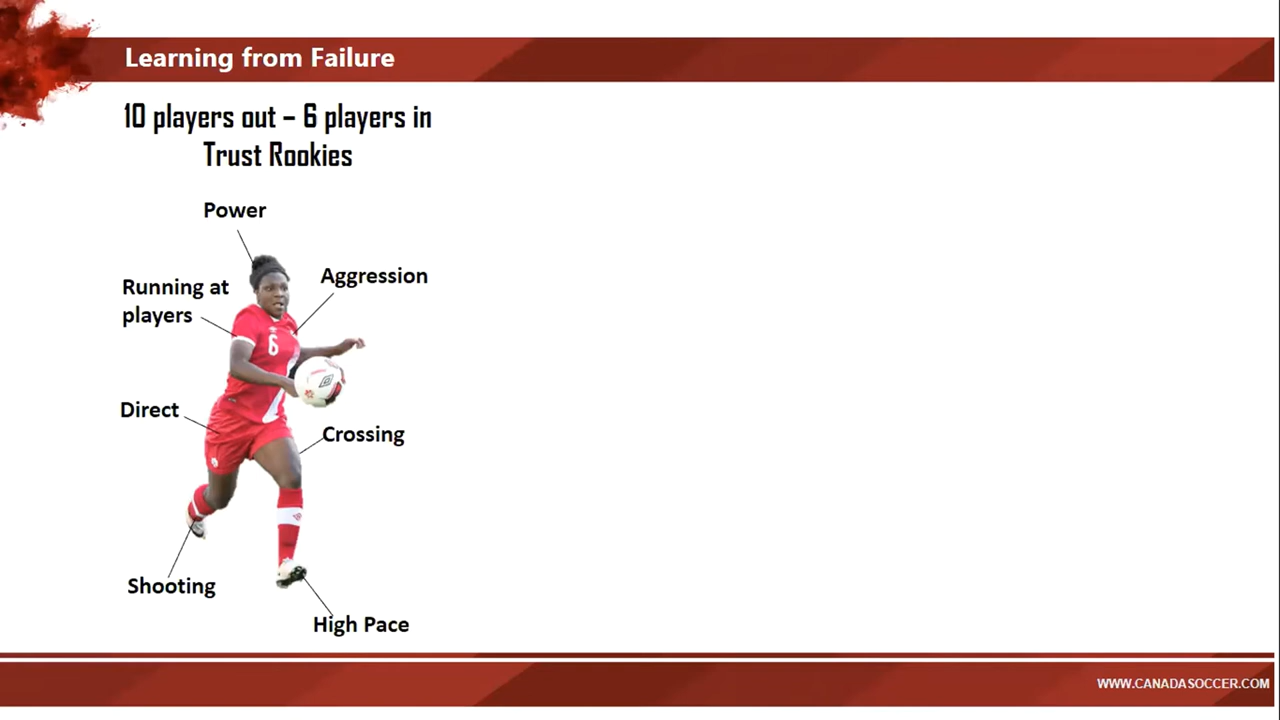 Learning from Failure
10 players out – 6 players in
Trust Rookies
Power
Aggression
Running at
players
6
Direct
Crossing
Shooting
High Pace
WWW.CANADASOCCER.COM